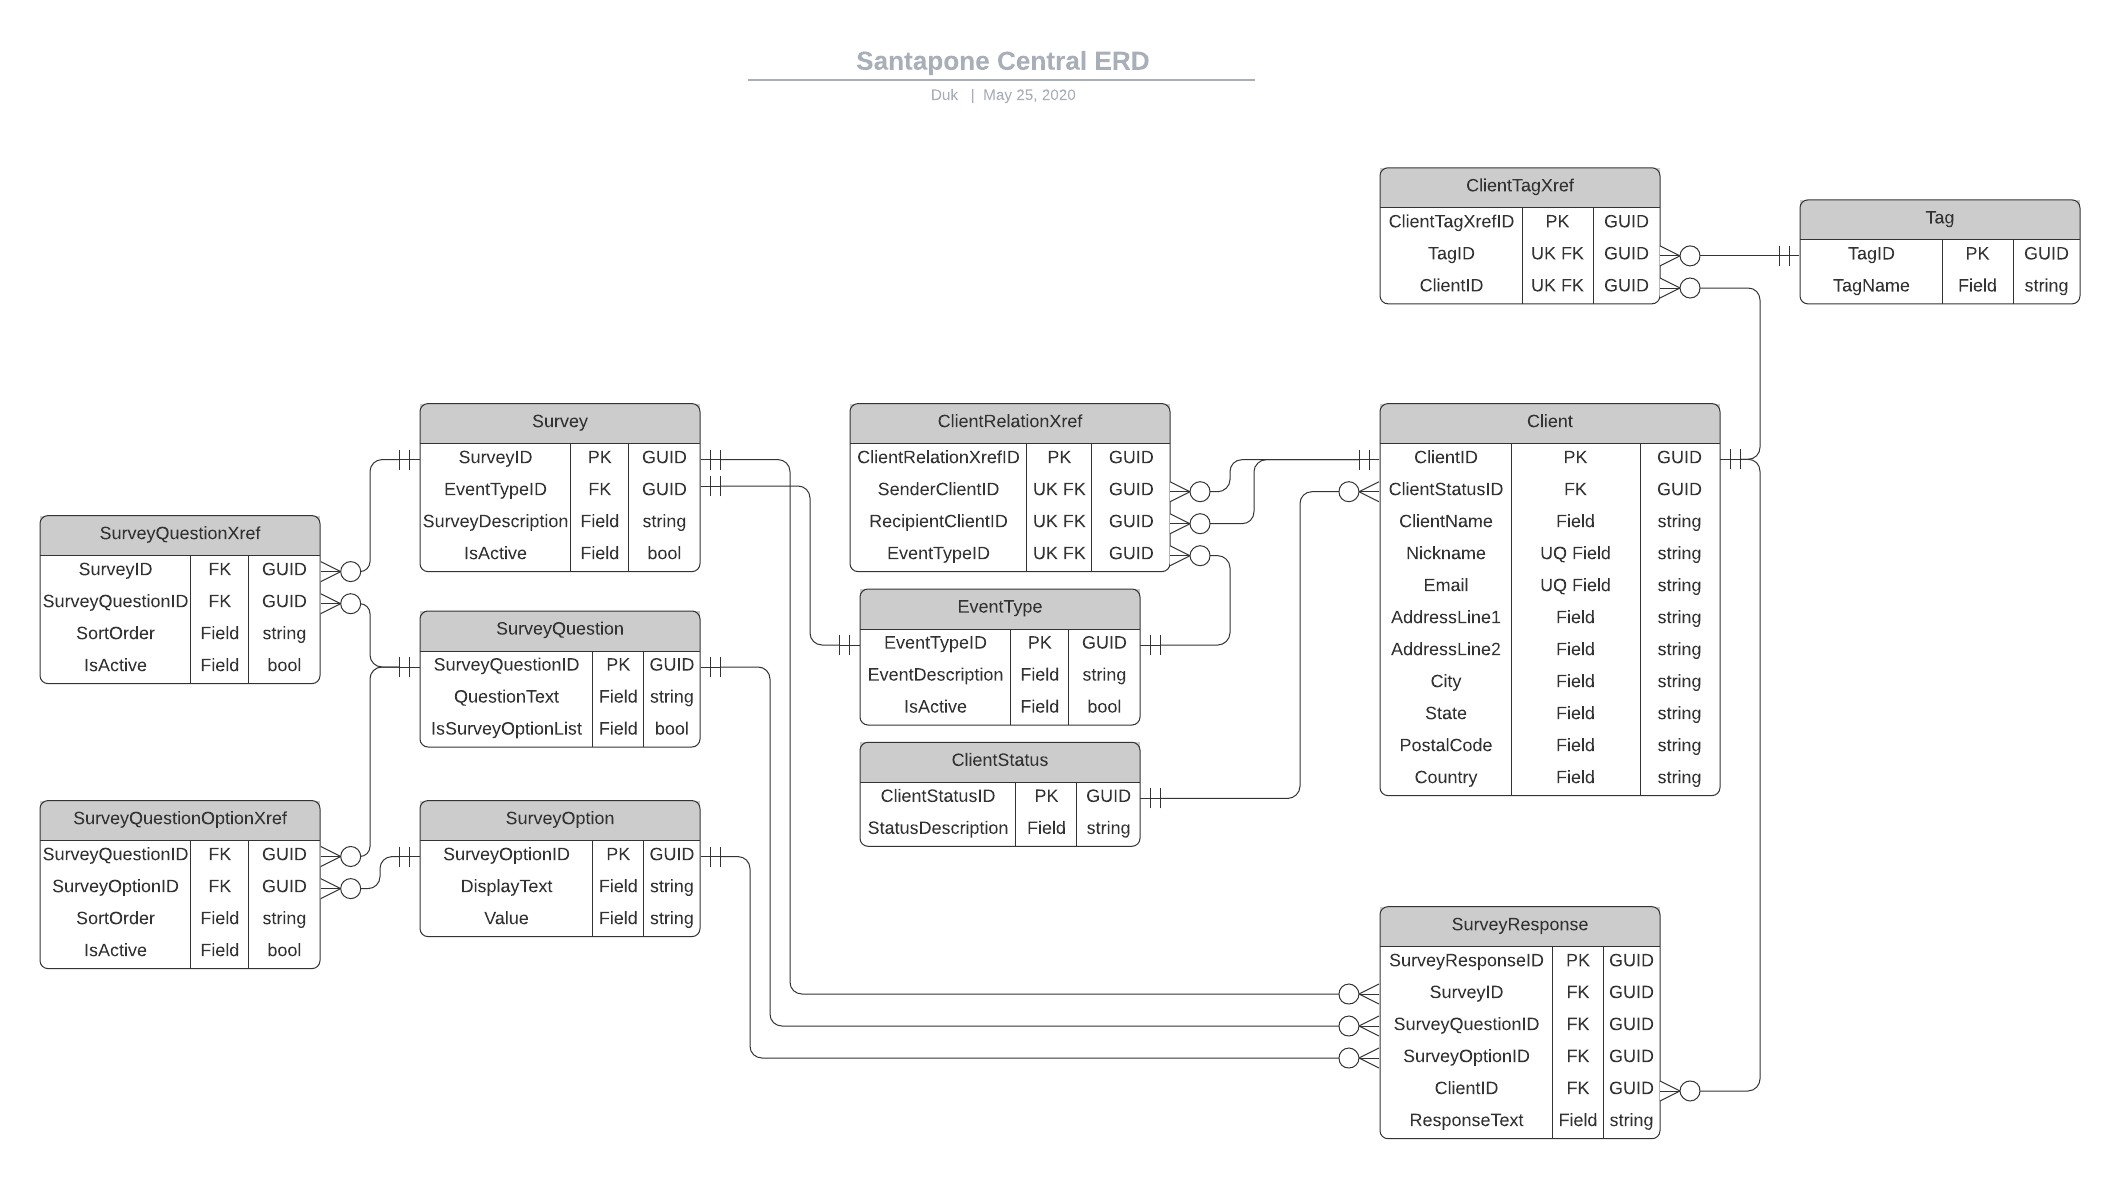 Santapone Central ERD
Duk | May 25, 2020
ClientTagXref
ClientTagXrefID PK GUID
TagID UK FK GUID
ClientID UK FK GUID
Tag
TagID PK GUID
TagName Field string
Survey
SurveyID PK GUID
EventTypeID FK GUID
SurveyDescription Field string
IsActive Field bool
ClientRelationXref
ClientRelationXrefID PK GUID
SenderClientID UK FK GUID
RecipientClientID UK FK GUID
EventTypeID UK FK GUID
Client
ClientID PK GUID
ClientStatusID FK GUID
ClientName Field string
Nickname UQ Field string
Email UQ Field string
AddressLine1 Field string
AddressLine2 Field string
City Field string
State Field string
PostalCode Field string
Country Field string
SurveyQuestionXref
SurveyID FK GUID
SurveyQuestionID FK GUID
SortOrder Field string
IsActive Field bool
SurveyQuestion
SurveyQuestionID PK GUID
QuestionText Field string
IsSurveyOptionList Field bool
EventType
EventTypeID PK GUID
EventDescription Field string
IsActive Field bool
ClientStatus
ClientStatusID PK GUID
StatusDescription Field string
SurveyQuestionOptionXref
SurveyQuestionID FK GUID
SurveyOptionID FK GUID
SortOrder Field string
IsActive Field bool
SurveyOption
SurveyOptionID PK GUID
DisplayText Field string
Value Field string
SurveyResponse
SurveyResponseID PK GUID
SurveyID FK GUID
SurveyQuestionID FK GUID
SurveyOptionID FK GUID
ClientID FK GUID
ResponseText Field string